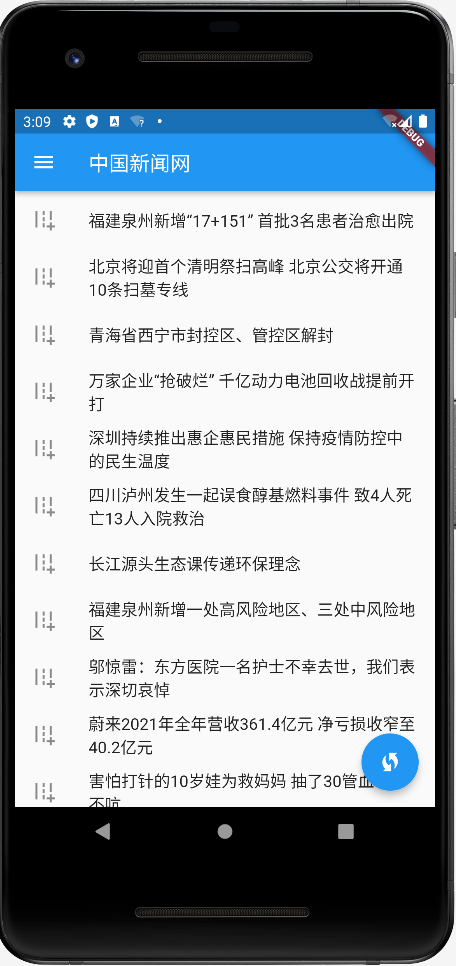 3:09
DEBUG
中国新闻网
福建泉州新增“17+151” 首批3名患者治愈出院
北京将迎首个清明祭扫高峰 北京公交将开通
10条扫墓专线
青海省西宁市封控区、管控区解封
万家企业“抢破烂” 千亿动力电池回收战提前开
打
深圳持续推出惠企惠民措施 保持疫情防控中
的民生温度
四川泸州发生一起误食醇基燃料事件 致4人死
亡13人入院救治
长江源头生态课传递环保理念
福建泉州新增一处高风险地区、三处中风险地
区
邬惊雷：东方医院一名护士不幸去世，我们表
示深切哀悼
蔚来2021年全年营收361.4亿元 净亏损收窄至
40.2亿元
害怕打针的10岁娃为救妈妈 抽了30管血
不吭